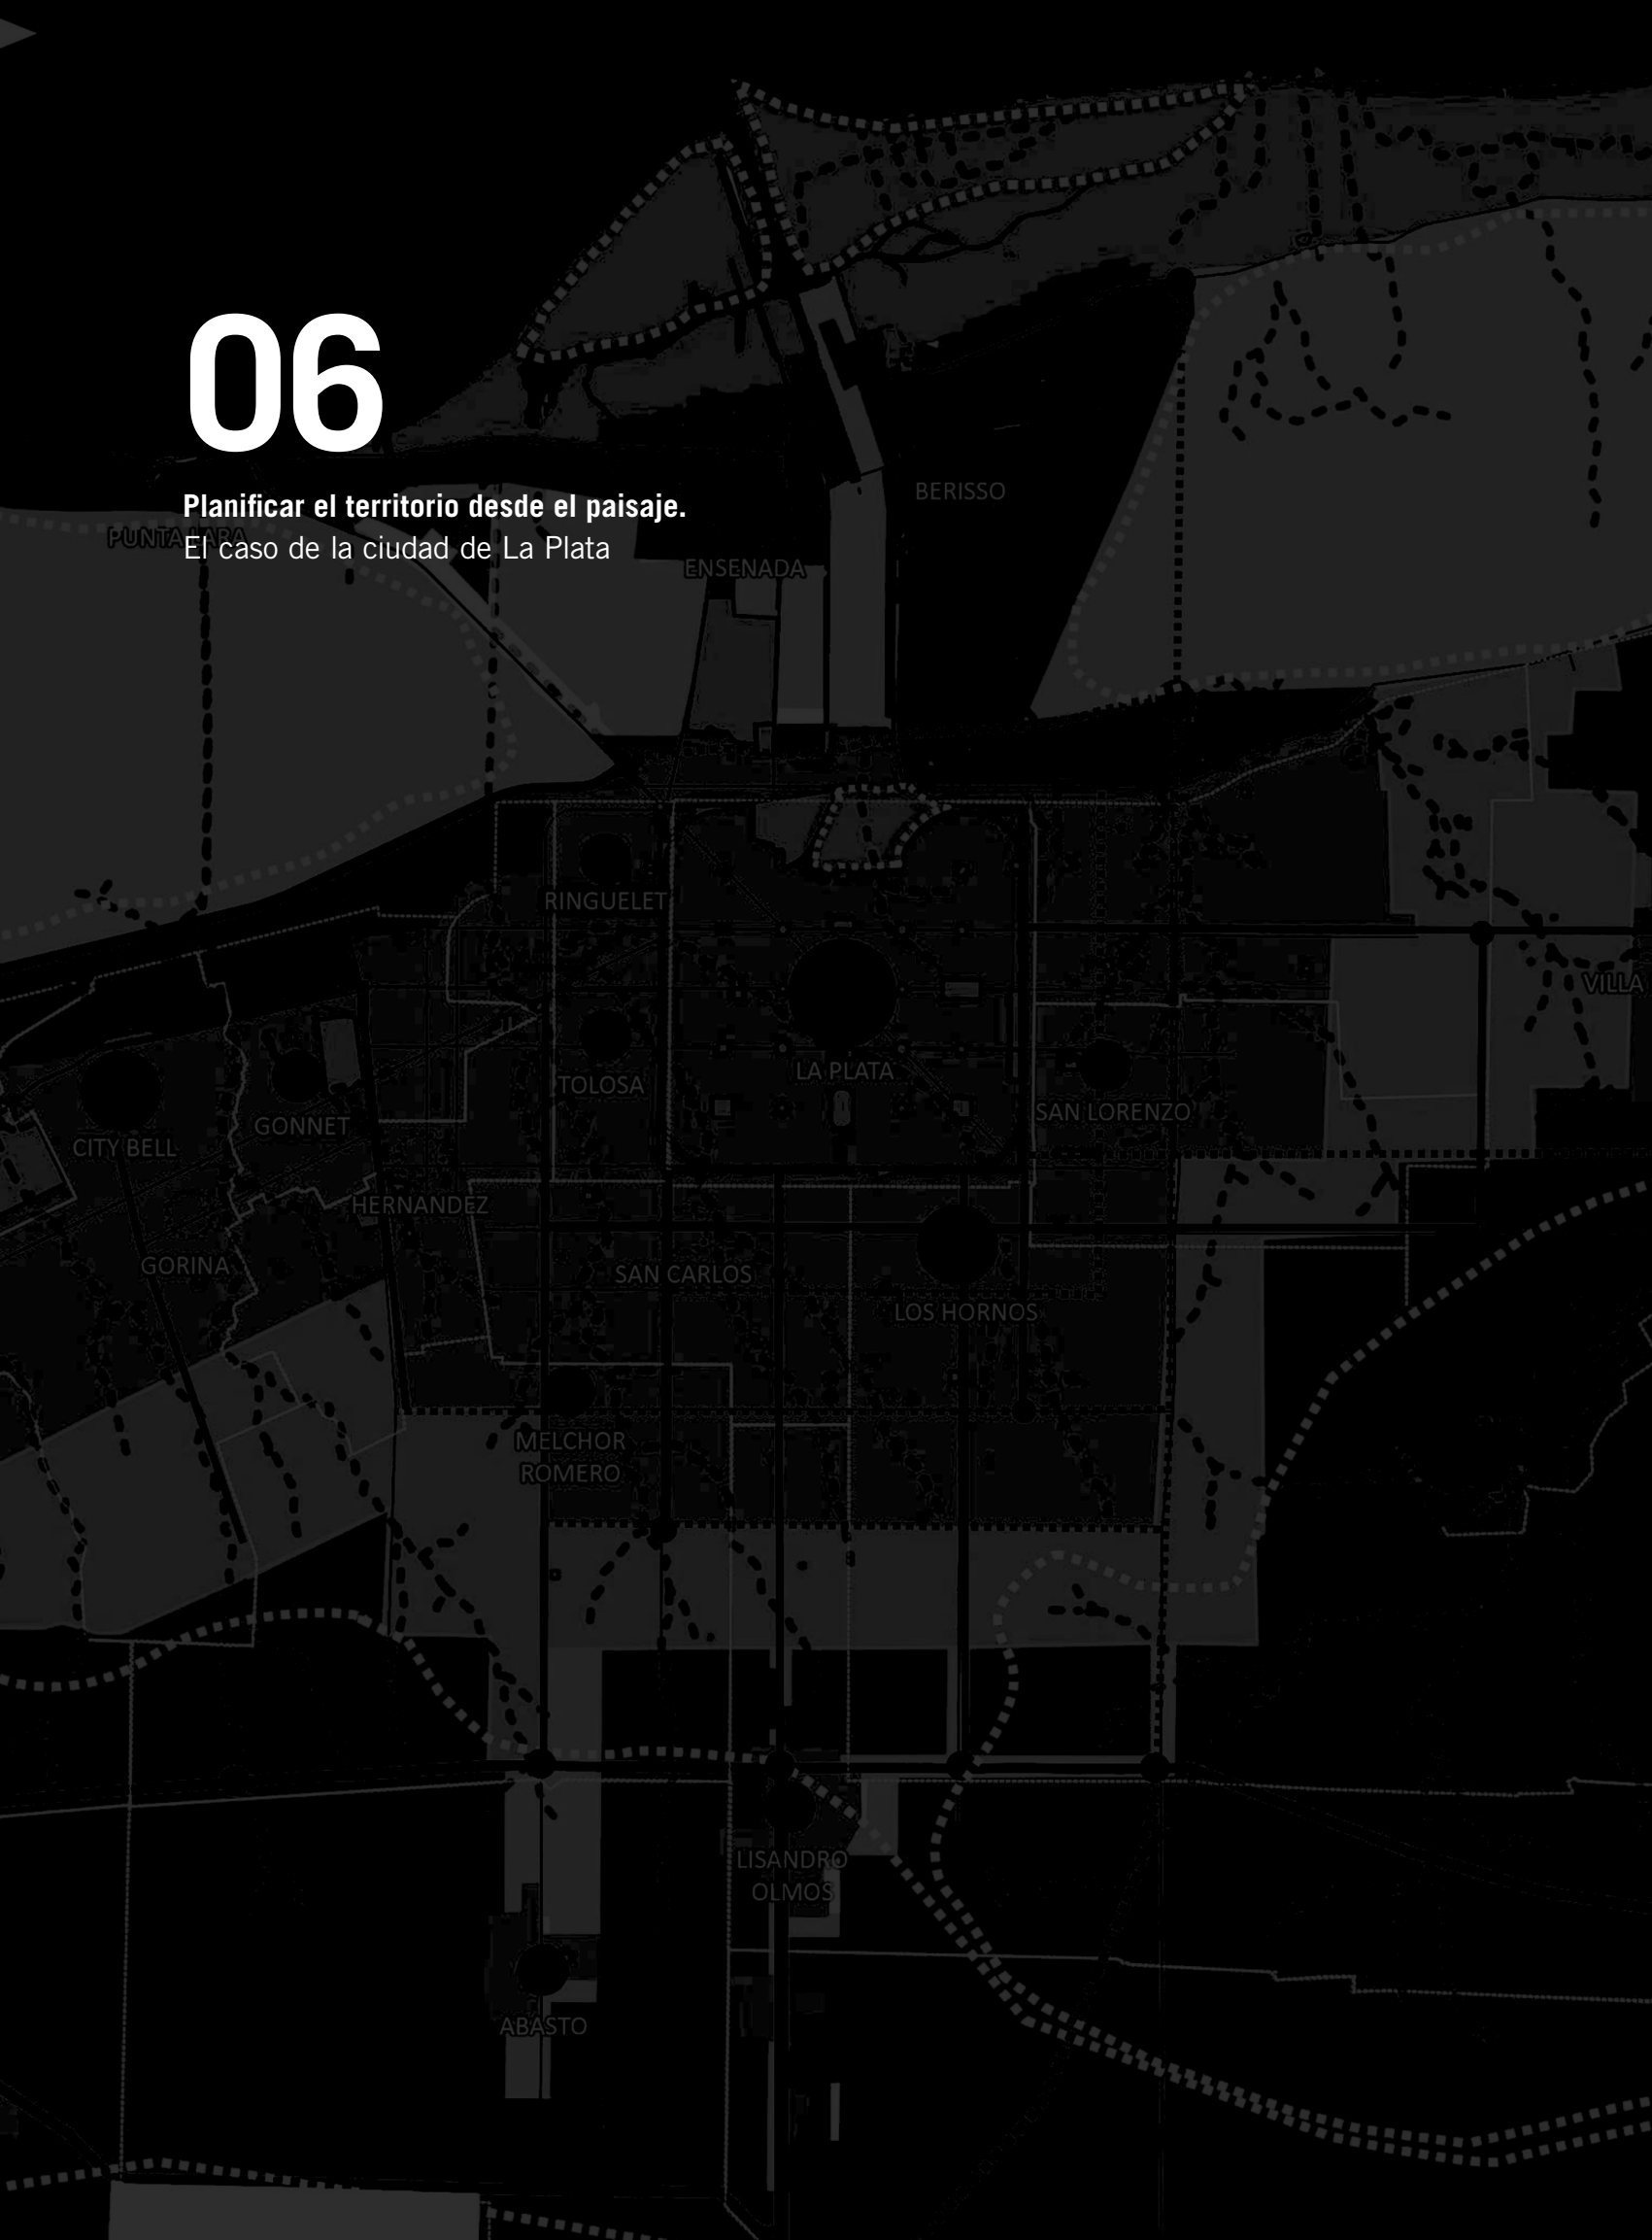 06
Planificar el territorio desde el paisaje.
El caso de la ciudad de La Plata
BERISSO
PUNTA LARA
ENSENADA
RINGUELET
VILLA
LA PLATA
TOLOSA
SAN LORENZO
GONNET
CITY BELL
HERNANDEZ
GORINA
SAN CARLOS
LOS HORNOS
MELCHOR
ROMERO
LISANDRO
OLMOS
ABASTO